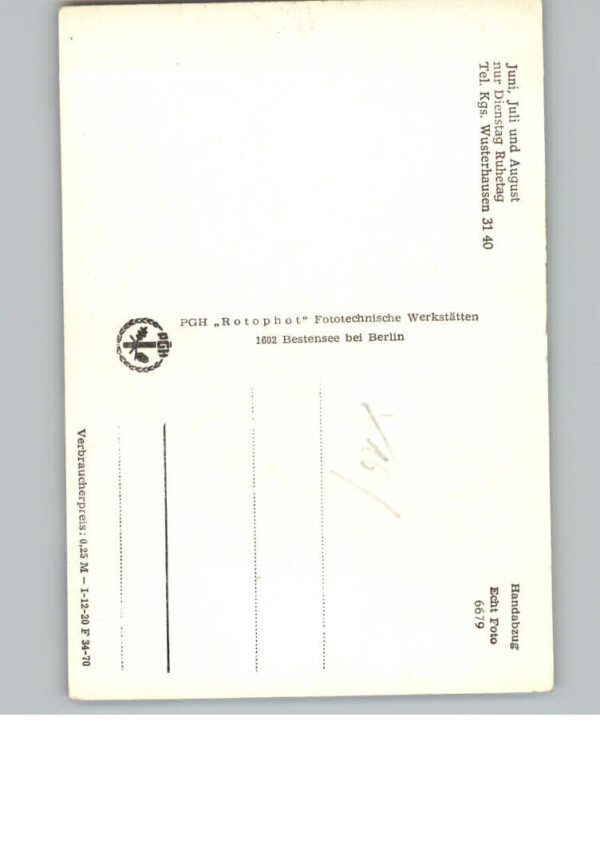 Juni, Juli und August
nur Dienstag Ruhetag
Tel. Kgs. Wusterhausen 31 40
PGH
PGH „Rotophot“ Fototechnische Werkstätten
1602 Bestensee bei Berlin
Handabzug
Echt Foto
6679
Verbraucherpreis: 0,25 M — I-12-20 F 34-70